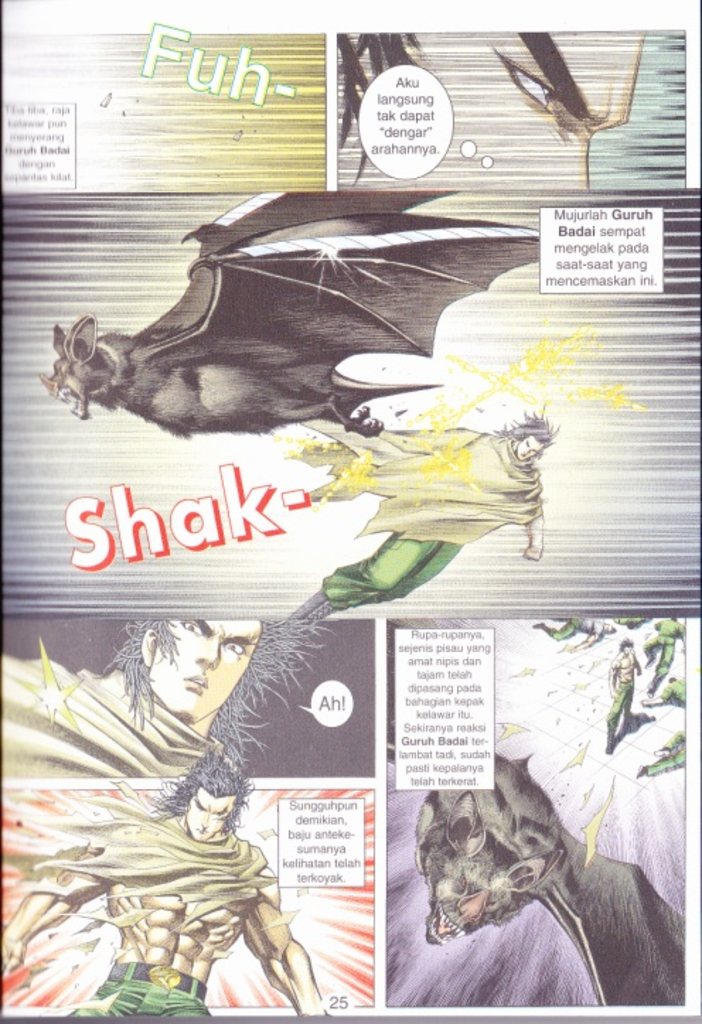 Fuh-
Tiba-tiba, raja
kelawar pun
menyerang
Guruh Badai
dengan
sepantas kilat.
Aku
langsung
tak dapat
"dengar"
arahannya.
Mujurlah Guruh
Badai sempat
mengelak pada
saat-saat yang
mencemaskan ini.
Shak-
Ah!
Rupa-rupanya,
sejenis pisau yang
amat nipis dan
tajam telah
dipasang pada
bahagian kepak
kelawar itu.
Sekiranya reaksi
Guruh Badai ter-
lambat tadi, sudah
pasti kepalanya
telah terkerat.
Sungguhpun
demikian,
baju anteke-
sumanya
kelihatan telah
terkoyak.
25